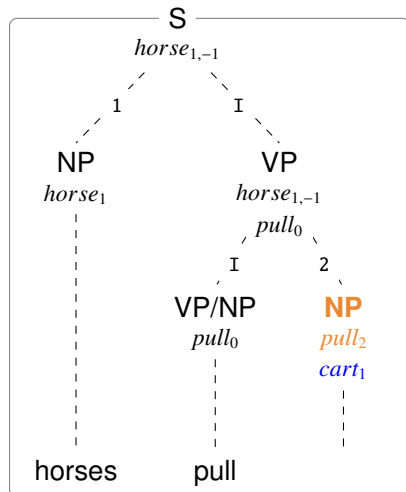 S
horse1,−1
1 I
NP VP
horse1 horse1,−1
pull0
I 2
VP/NP NP
pull0 pull2
cart1
horses pull